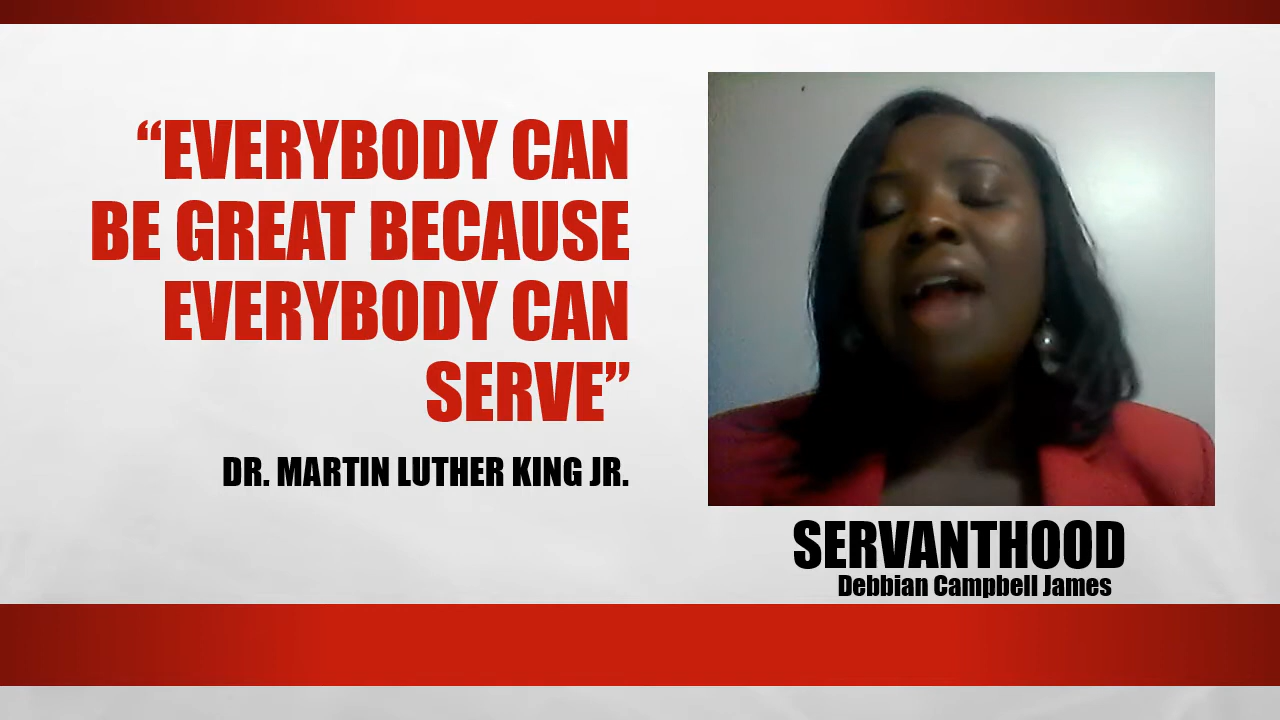 “EVERYBODY CAN
BE GREAT BECAUSE
EVERYBODY CAN
SERVE”
DR. MARTIN LUTHER KING JR.
SERVANTHOOD
Debbian Campbell James